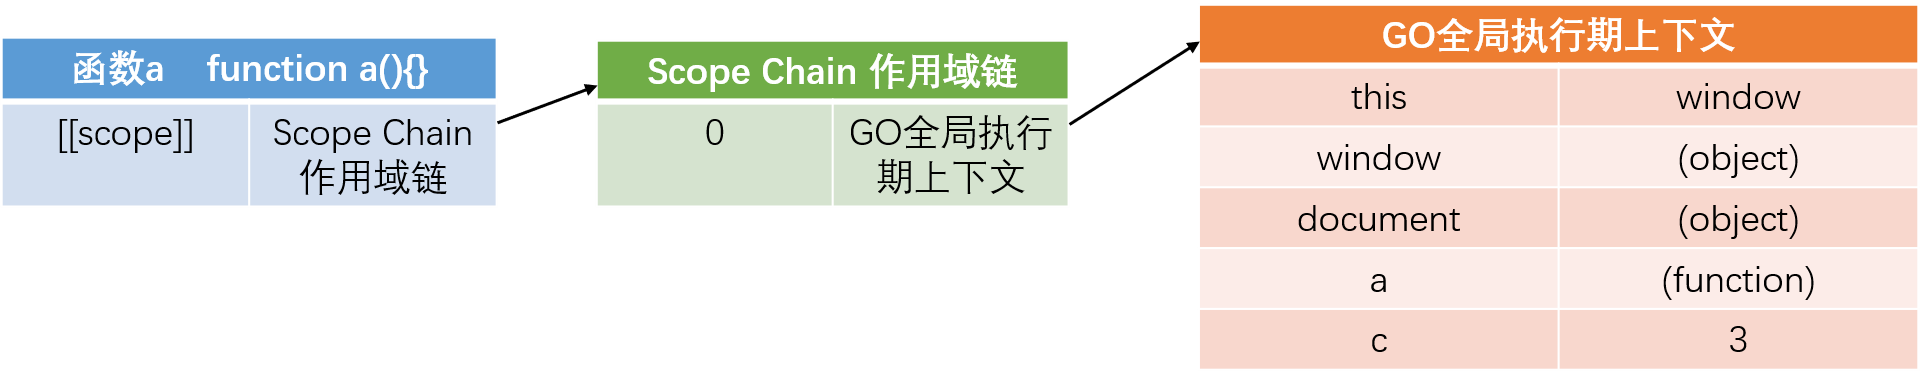 函数a function a(){}
[[scope]]
Scope Chain
作用域链
Scope Chain 作用域链
0
GO全局执行
期上下文
GO全局执行期上下文
this window
window (object)
document (object)
a (function)
c 3